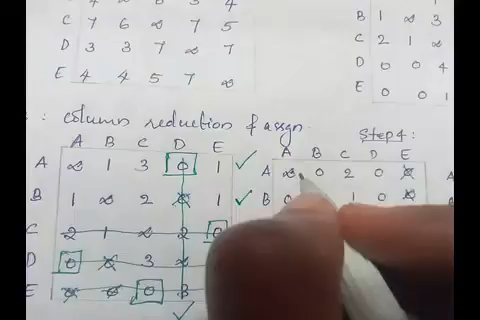 C 7 6 ∞ 7 5
D 3 3 7 ∞ 7
E 4 4 5 7 ∞
B 1 ∞ 3
C 2 1 ∞
D 0 0 4
E 0 0 1
: column reduction & assgn.
A B C D E
A ∞ 1 3 0 1 ✓
B 1 ∞ 2 0 1 ✓
C 2 1 ∞ 2 0
D 0 0 3 ∞
E 0 0 0 3
✓
Step 4:
A B C D E
A ∞ 0 2 0 0
B 0 1 0 0